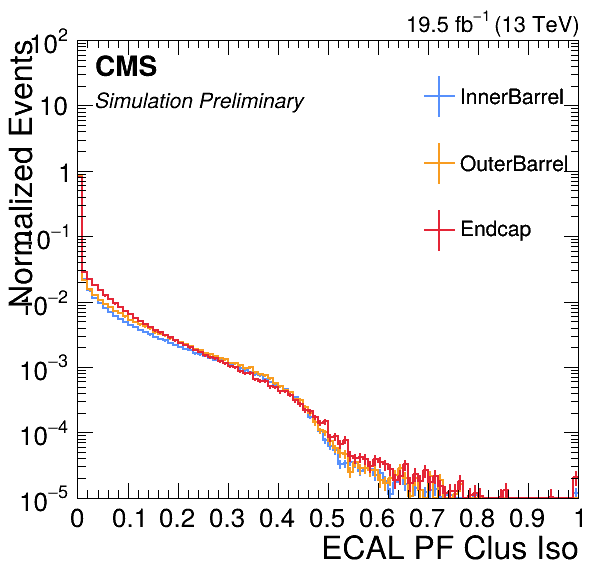 19.5 fb⁻¹ (13 TeV)
CMS
Simulation Preliminary
InnerBarrel
OuterBarrel
Endcap
Normalized Events
10²
10
1
10⁻¹
10⁻²
10⁻³
10⁻⁴
10⁻⁵
0 0.1 0.2 0.3 0.4 0.5 0.6 0.7 0.8 0.9 1
ECAL PF Clus Iso